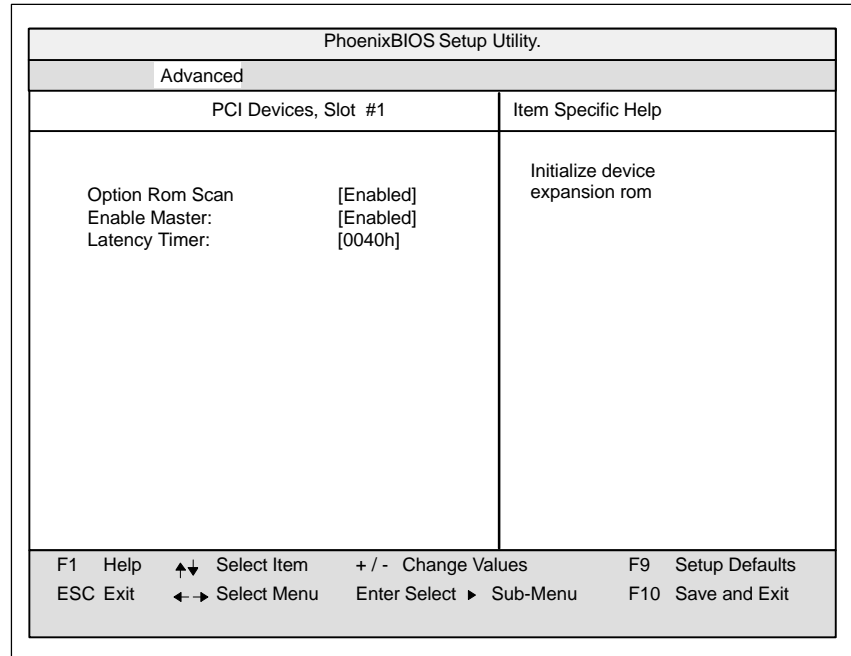 PhoenixBIOS Setup Utility.
Advanced
PCI Devices, Slot #1
Item Specific Help
Option Rom Scan [Enabled]
Enable Master: [Enabled]
Latency Timer: [0040h]
Initialize device
expansion rom
F1 Help Select Item + / - Change Values F9 Setup Defaults
ESC Exit Select Menu Enter Select Sub-Menu F10 Save and Exit